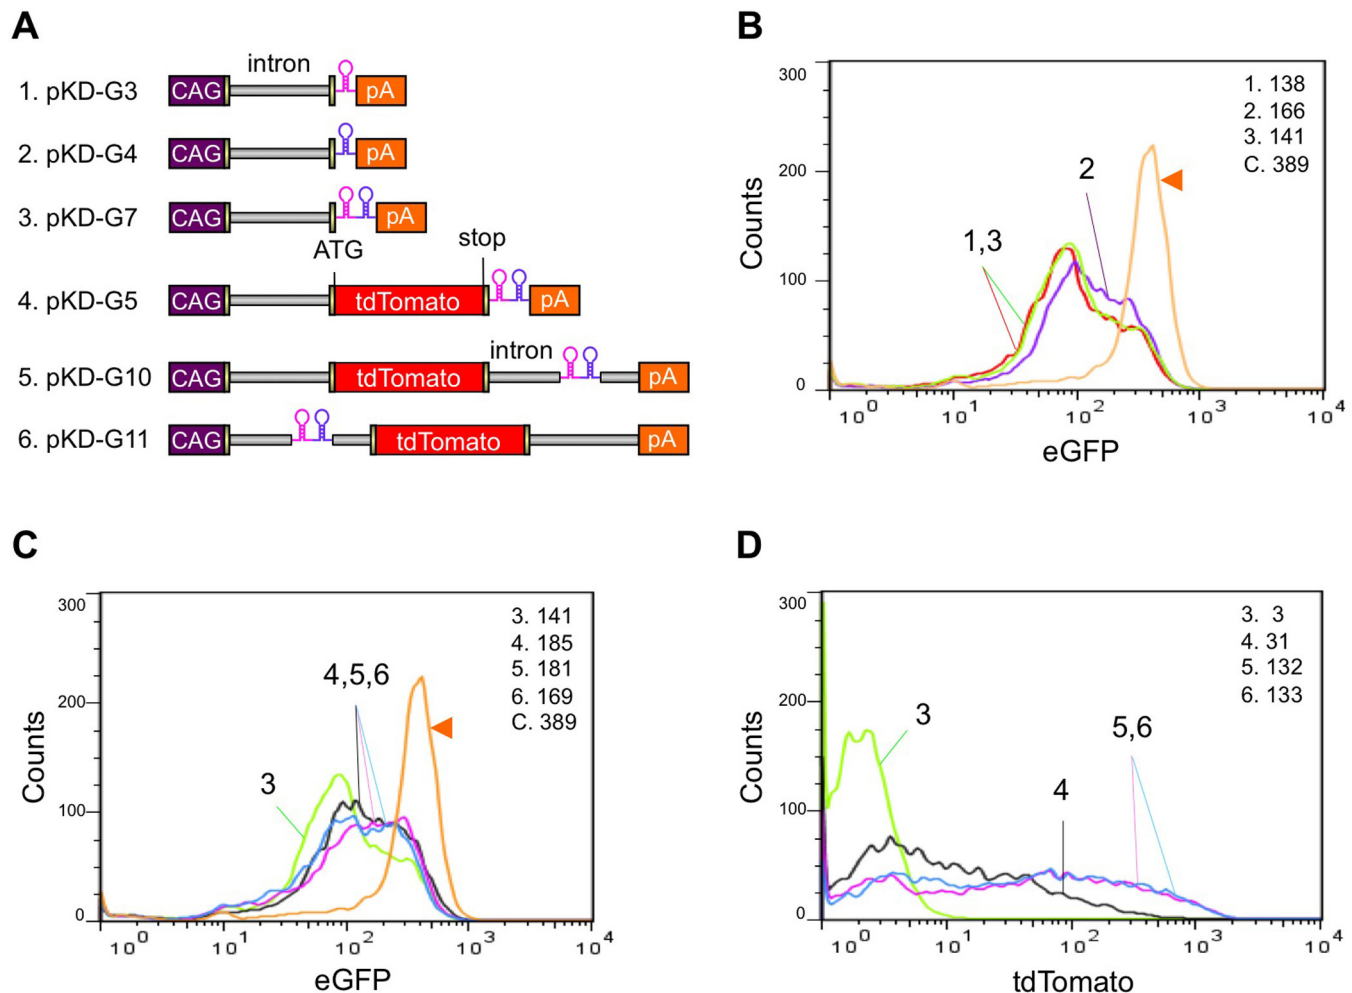 A
intron
1. pKD-G3 CAG pA
2. pKD-G4 CAG pA
3. pKD-G7 CAG pA
ATG stop
4. pKD-G5 CAG tdTomato pA
intron
5. pKD-G10 CAG tdTomato pA
6. pKD-G11 CAG tdTomato pA
B
300
200
100
0
Counts
1. 138
2. 166
3. 141
C. 389
2
1,3
10^0 10^1 10^2 10^3 10^4
eGFP
C
300
200
100
0
Counts
3. 141
4. 185
5. 181
6. 169
C. 389
4,5,6
3
10^0 10^1 10^2 10^3 10^4
eGFP
D
300
200
100
0
Counts
3. 3
4. 31
5. 132
6. 133
3
5,6
4
10^0 10^1 10^2 10^3 10^4
tdTomato